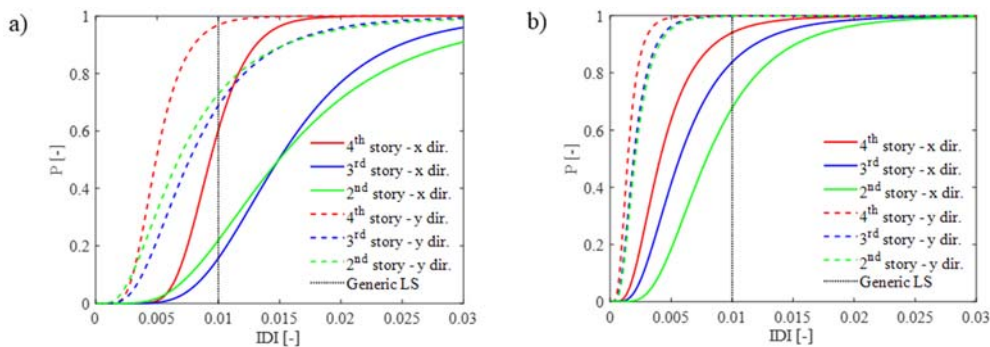 a)
P [-]
1
0.8
0.6
0.4
0.2
0
4th story - x dir.
3rd story - x dir.
2nd story - x dir.
4th story - y dir.
3rd story - y dir.
2nd story - y dir.
Generic LS
0 0.005 0.01 0.015 0.02 0.025 0.03
IDI [-]
b)
P [-]
1
0.8
0.6
0.4
0.2
0
4th story - x dir.
3rd story - x dir.
2nd story - x dir.
4th story - y dir.
3rd story - y dir.
2nd story - y dir.
Generic LS
0 0.005 0.01 0.015 0.02 0.025 0.03
IDI [-]